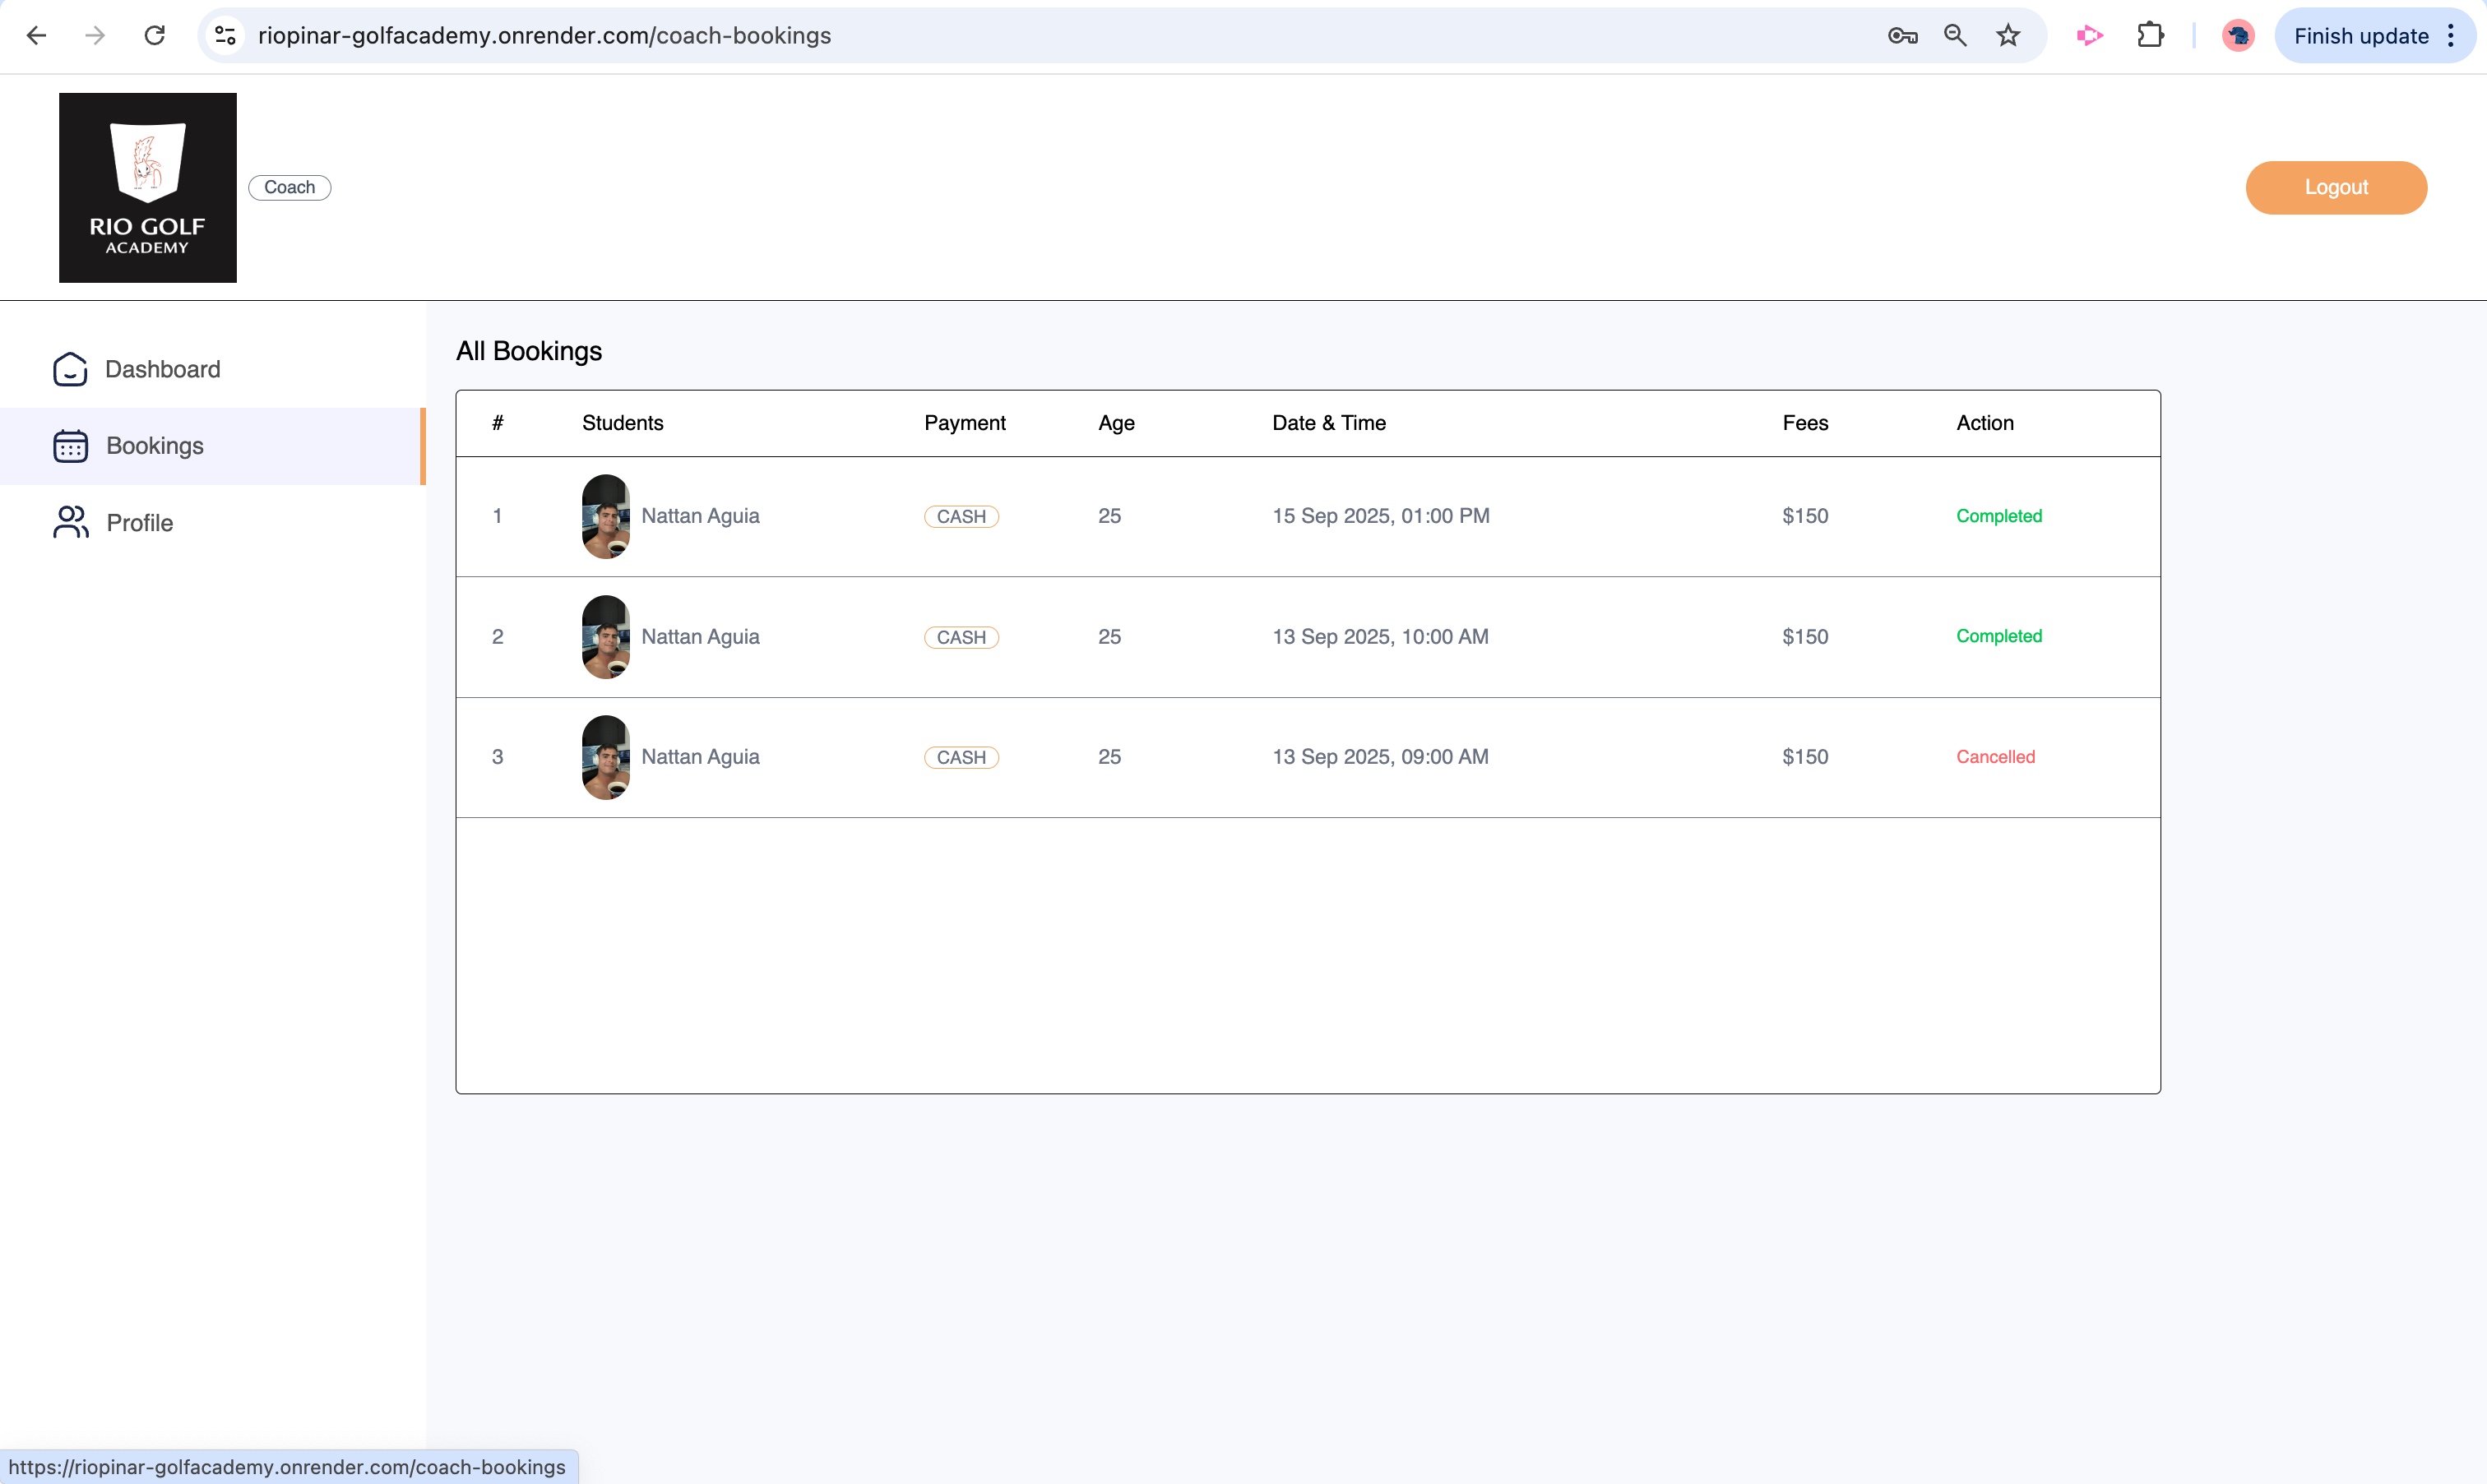 riopinar-golfacademy.onrender.com/coach-bookings
Finish update
RIO GOLF
ACADEMY
Coach
Logout
Dashboard
Bookings
Profile
All Bookings
# Students Payment Age Date & Time Fees Action
1 Nattan Aguia CASH 25 15 Sep 2025, 01:00 PM $150 Completed
2 Nattan Aguia CASH 25 13 Sep 2025, 10:00 AM $150 Completed
3 Nattan Aguia CASH 25 13 Sep 2025, 09:00 AM $150 Cancelled
https://riopinar-golfacademy.onrender.com/coach-bookings